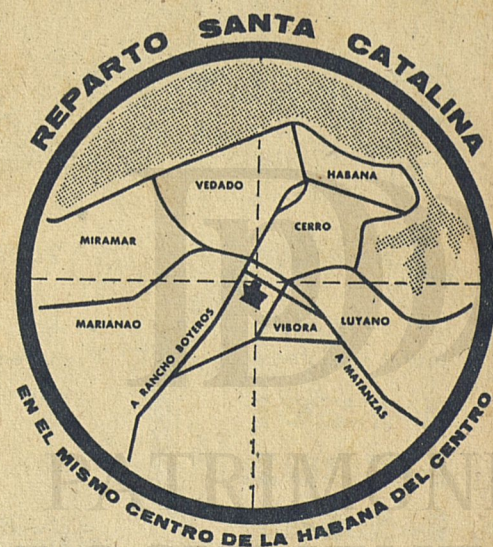 REPARTO SANTA CATALINA
HABANA
VEDADO
CERRO
MIRAMAR
MARIANAO
VIBORA
LUYANO
A RANCHO BOYEROS
A MATANZAS
EN EL MISMO CENTRO DE LA HABANA DEL CENTRO
PATRIMONI